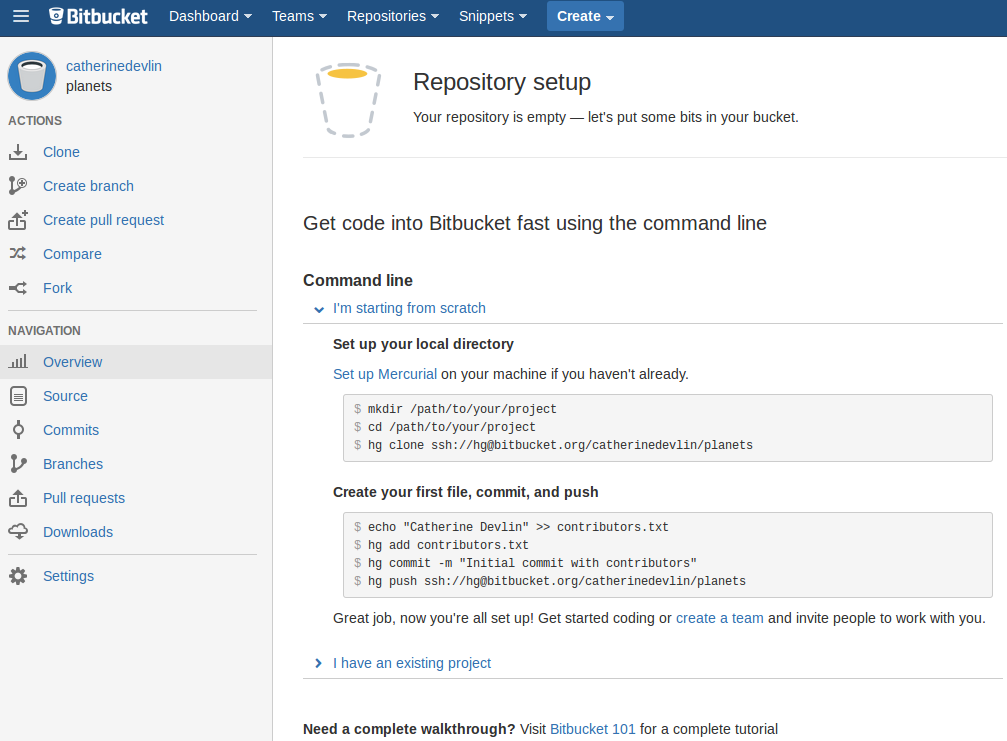 Bitbucket Dashboard Teams Repositories Snippets Create
catherinedevlin
planets
ACTIONS
Clone
Create branch
Create pull request
Compare
Fork
NAVIGATION
Overview
Source
Commits
Branches
Pull requests
Downloads
Settings
Repository setup
Your repository is empty — let's put some bits in your bucket.
Get code into Bitbucket fast using the command line
Command line
I'm starting from scratch
Set up your local directory
Set up Mercurial on your machine if you haven't already.
$ mkdir /path/to/your/project
$ cd /path/to/your/project
$ hg clone ssh://hg@bitbucket.org/catherinedevlin/planets
Create your first file, commit, and push
$ echo "Catherine Devlin" >> contributors.txt
$ hg add contributors.txt
$ hg commit -m "Initial commit with contributors"
$ hg push ssh://hg@bitbucket.org/catherinedevlin/planets
Great job, now you're all set up! Get started coding or create a team and invite people to work with you.
I have an existing project
Need a complete walkthrough? Visit Bitbucket 101 for a complete tutorial